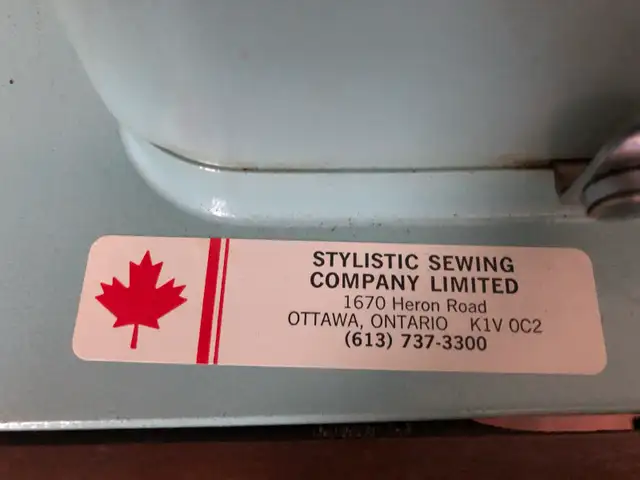 STYLISTIC SEWING
COMPANY LIMITED
1670 Heron Road
OTTAWA, ONTARIO K1V 0C2
(613) 737-3300